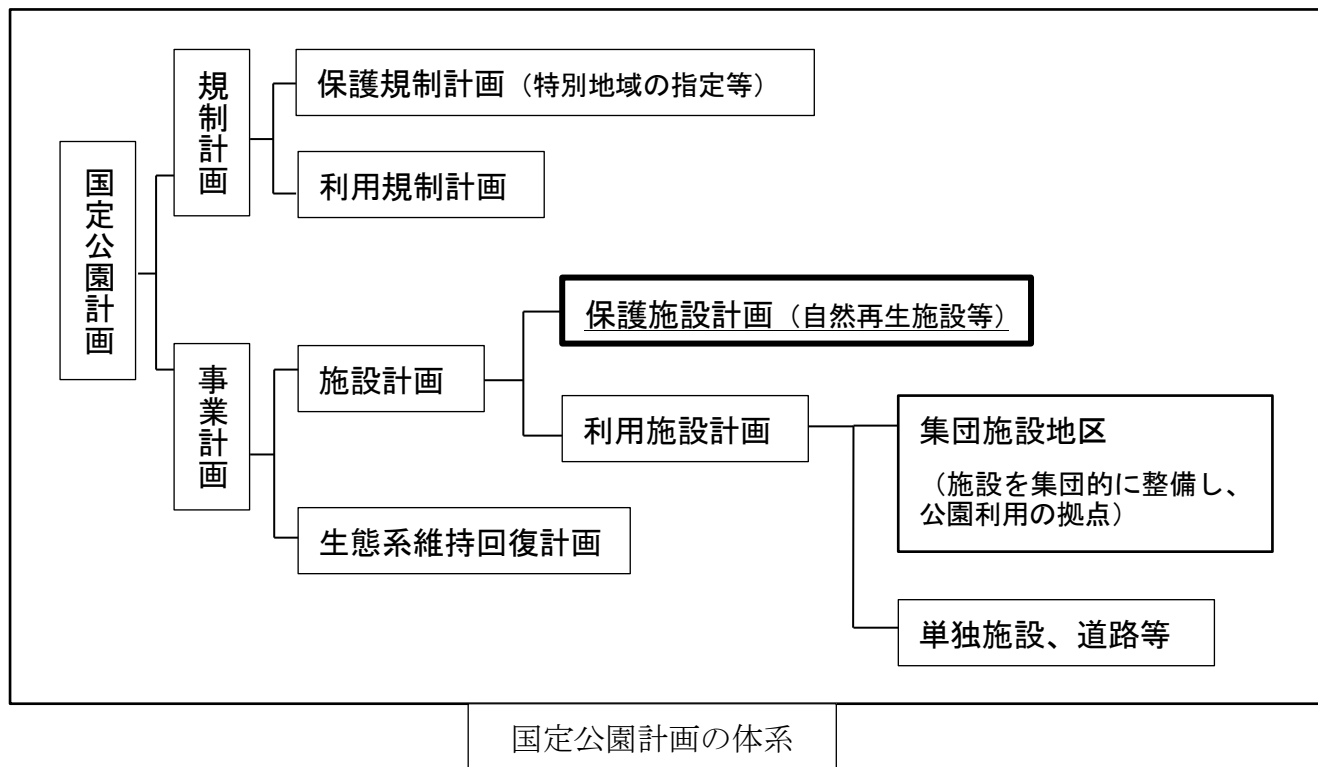 国定公園計画
規制計画
保護規制計画（特別地域の指定等）
利用規制計画
事業計画
施設計画
保護施設計画（自然再生施設等）
利用施設計画
集団施設地区
（施設を集団的に整備し、
公園利用の拠点）
単独施設、道路等
生態系維持回復計画
国定公園計画の体系